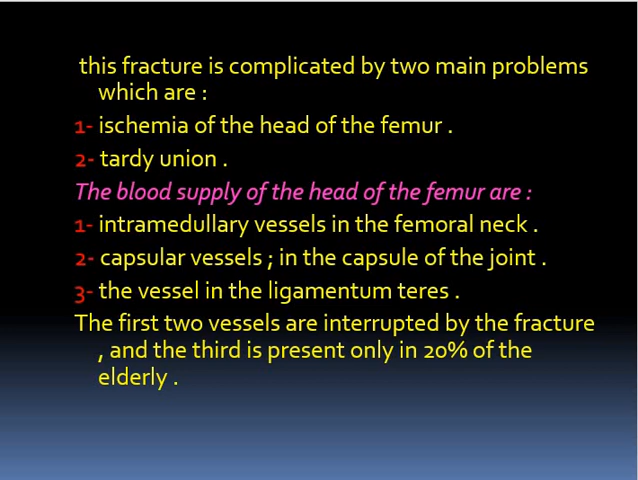 this fracture is complicated by two main problems
which are :
1- ischemia of the head of the femur .
2- tardy union .
The blood supply of the head of the femur are :
1- intramedullary vessels in the femoral neck .
2- capsular vessels ; in the capsule of the joint .
3- the vessel in the ligamentum teres .
The first two vessels are interrupted by the fracture
, and the third is present only in 20% of the
elderly .